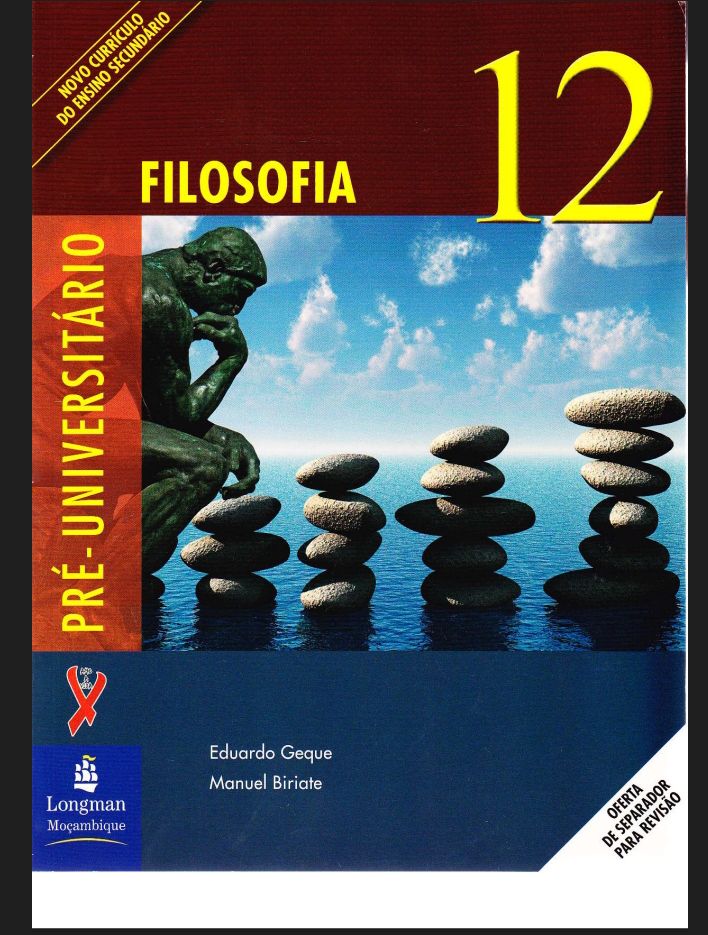 NOVO CURRÍCULO
DO ENSINO SECUNDÁRIO
12
FILOSOFIA
PRÉ-UNIVERSITÁRIO
Eduardo Geque
Manuel Biriate
Longman
Moçambique
OFERTA
DE SEPARADOR
PARA REVISÃO